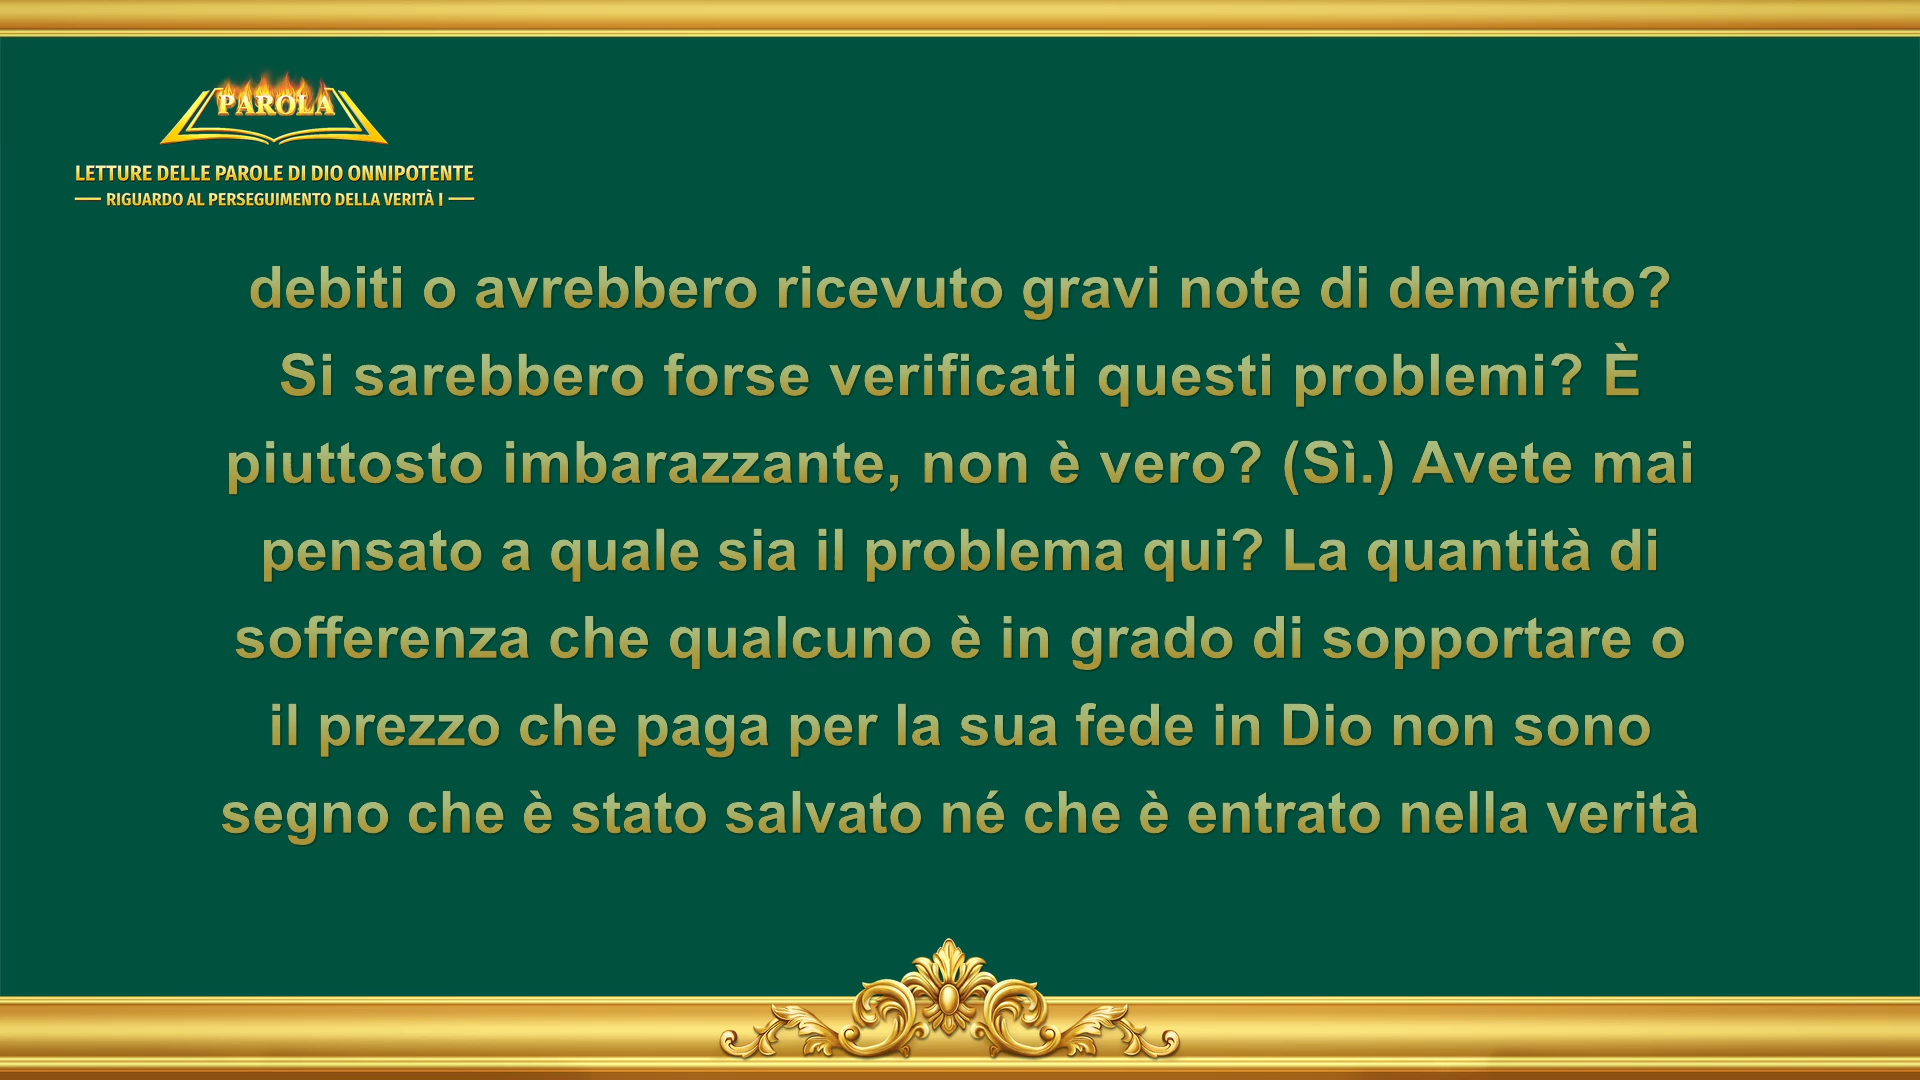 PAROLA
LETTURE DELLE PAROLE DI DIO ONNIPOTENTE
RIGUARDO AL PERSEGUIMENTO DELLA VERITÀ I
debiti o avrebbero ricevuto gravi note di demerito?
Si sarebbero forse verificati questi problemi? È
piuttosto imbarazzante, non è vero? (Sì.) Avete mai
pensato a quale sia il problema qui? La quantità di
sofferenza che qualcuno è in grado di sopportare o
il prezzo che paga per la sua fede in Dio non sono
segno che è stato salvato né che è entrato nella verità